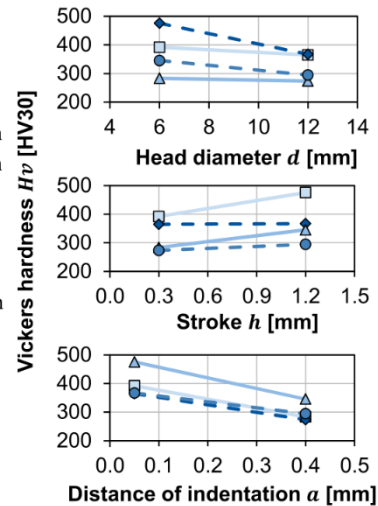 500
400
300
200
4 6 8 10 12 14
Head diameter d [mm]
Vickers hardness Hv [HV30]
500
400
300
200
0.0 0.3 0.6 0.9 1.2 1.5
Stroke h [mm]
500
400
300
200
0.0 0.1 0.2 0.3 0.4 0.5
Distance of indentation a [mm]